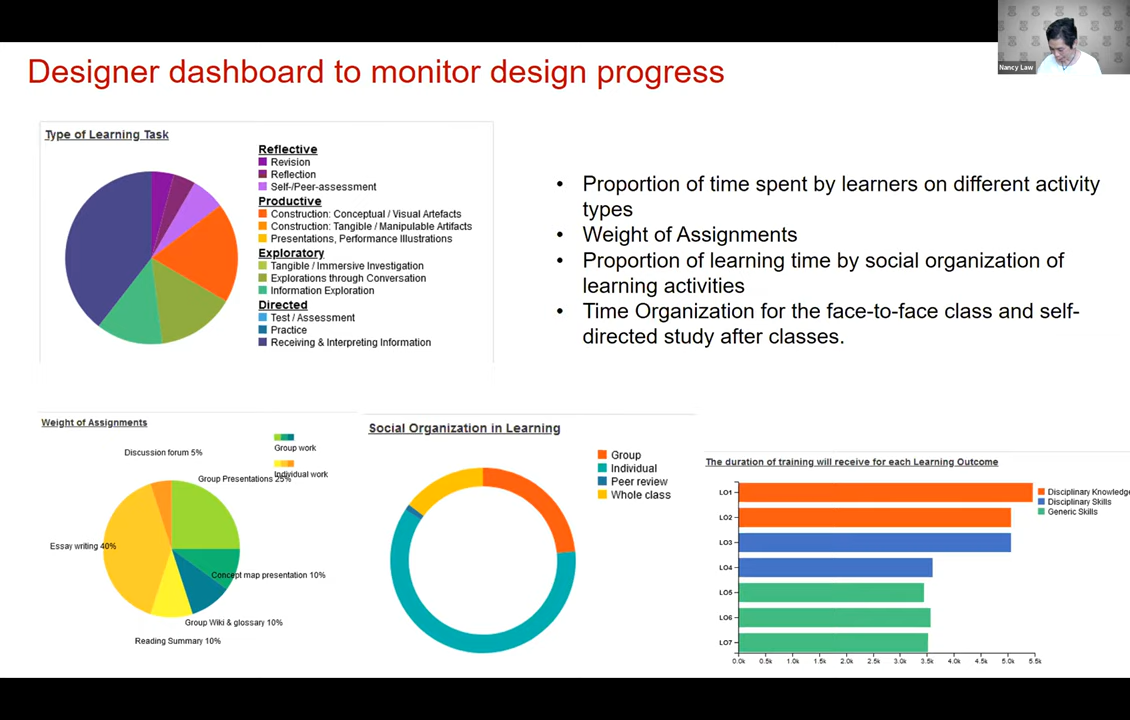 Nancy Law
Designer dashboard to monitor design progress
Type of Learning Task
Reflective
Revision
Reflection
Self-/Peer-assessment
Productive
Construction: Conceptual / Visual Artefacts
Construction: Tangible / Manipulable Artifacts
Presentations, Performance Illustrations
Exploratory
Tangible / Immersive Investigation
Explorations through Conversation
Information Exploration
Directed
Test / Assessment
Practice
Receiving & Interpreting Information
• Proportion of time spent by learners on different activity
types
• Weight of Assignments
• Proportion of learning time by social organization of
learning activities
• Time Organization for the face-to-face class and self-
directed study after classes.
Weight of Assignments
Group work
Individual work
Discussion forum 5%
Group Presentations 25%
Essay writing 40%
Concept map presentation 10%
Group Wiki & glossary 10%
Reading Summary 10%
Social Organization in Learning
Group
Individual
Peer review
Whole class
The duration of training will receive for each Learning Outcome
LO1
LO2
LO3
LO4
LO5
LO6
LO7
0.0k 0.5k 1.0k 1.5k 2.0k 2.5k 3.0k 3.5k 4.0k 4.5k 5.0k 5.5k
Disciplinary Knowledge
Disciplinary Skills
Generic Skills